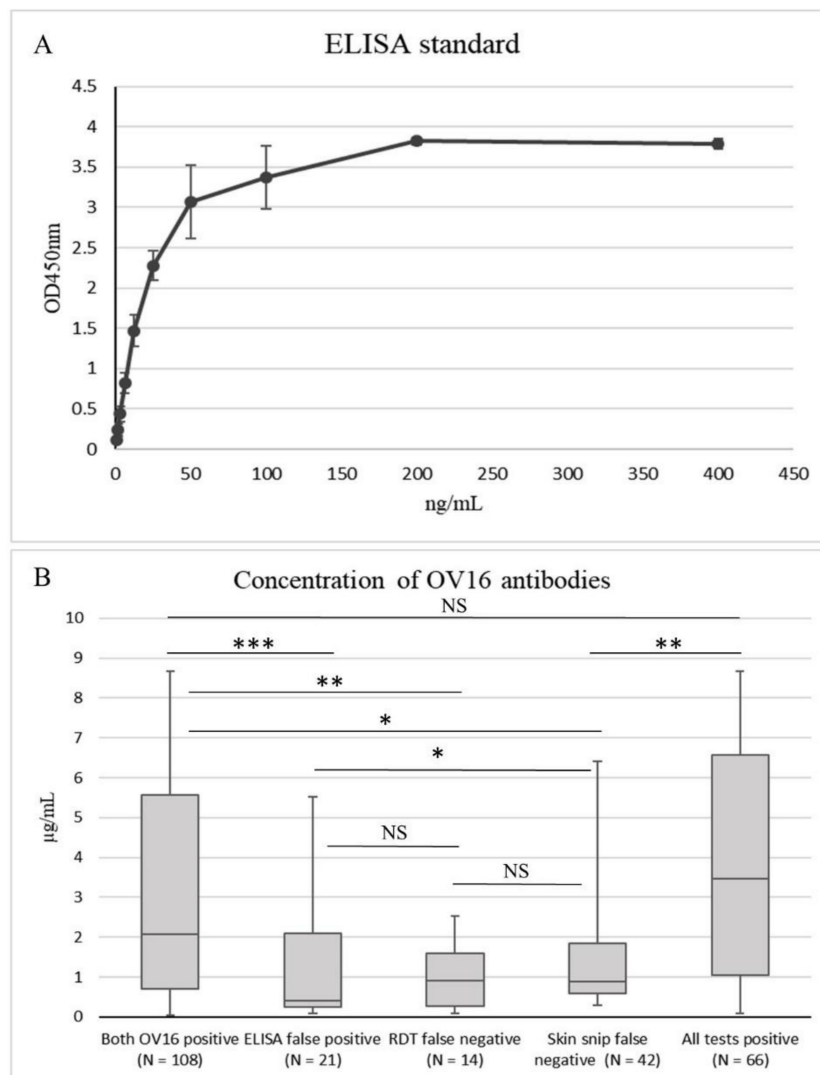 A
ELISA standard
4.5
4
3.5
3
2.5
2
1.5
1
0.5
0
OD450nm
0 50 100 150 200 250 300 350 400 450
ng/mL
B
Concentration of OV16 antibodies
NS
10
9
8
7
6
5
4
3
2
1
0
µg/mL
*** **
**
*
*
NS
NS
Both OV16 positive ELISA false positive RDT false negative Skin snip false All tests positive
(N = 108) (N = 21) (N = 14) negative (N = 42) (N = 66)